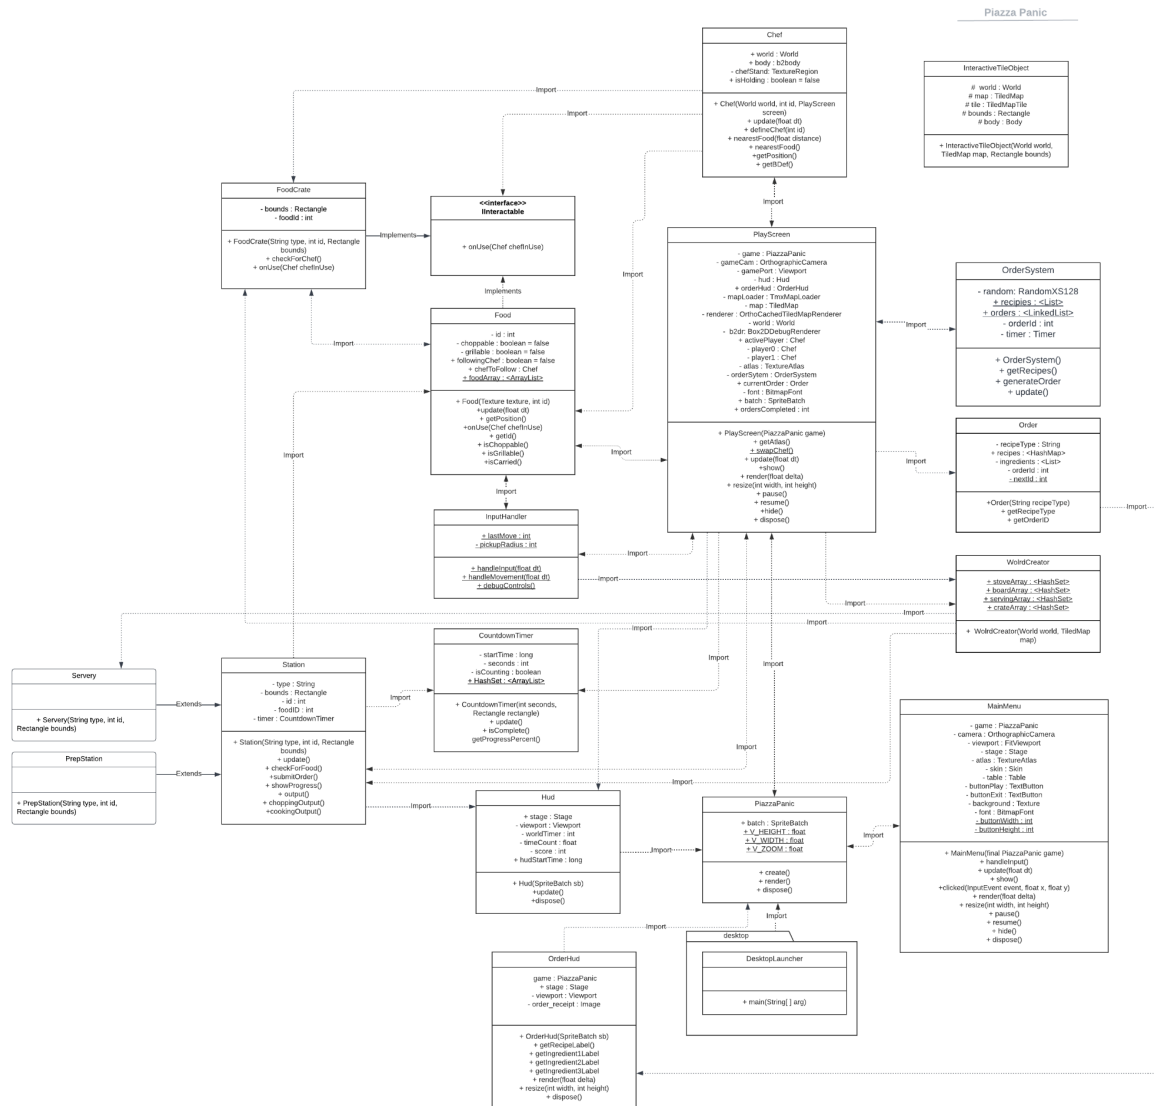 Piazza Panic
Chef
+ world : World
+ body : b2body
- chefStand: TextureRegion
+ isHolding : boolean = false
+ Chef(World world, int id, PlayScreen
screen)
+ update(float dt)
+ defineChef(int id)
+ nearestFood(float distance)
+ nearestFood()
+getPosition()
+ getBDef()
InteractiveTileObject
# world : World
# map : TiledMap
# tile : TiledMapTile
# bounds : Rectangle
# body : Body
+ InteractiveTileObject(World world,
TiledMap map, Rectangle bounds)
Import
Import
Import
Import
FoodCrate
- bounds : Rectangle
- foodId : int
+ FoodCrate(String type, int id, Rectangle
bounds)
+ checkForChef()
+ onUse(Chef chefInUse)
Implements
<<interface>>
IInteractable
+ onUse(Chef chefInUse)
Implements
Import
Import
Food
- id : int
- choppable : boolean = false
- grillable : boolean = false
+ followingChef : boolean = false
+ chefToFollow : Chef
+ foodArray : <ArrayList>
+ Food(Texture texture, int id)
+update(float dt)
+ getPosition()
+onUse(Chef chefInUse)
+ getId()
+ isChoppable()
+ isGrillable()
+isCarried()
PlayScreen
- game : PiazzaPanic
- gameCam : OrthographicCamera
- gamePort : Viewport
- hud : Hud
+ orderHud : OrderHud
- mapLoader : TmxMapLoader
- map : TiledMap
- renderer : OrthoCachedTiledMapRenderer
- world : World
- b2dr: Box2DDebugRenderer
+ activePlayer : Chef
- player0 : Chef
- player1 : Chef
- atlas : TextureAtlas
- orderSytem : OrderSystem
+ currentOrder : Order
- font : BitmapFont
+ batch : SpriteBatch
+ ordersCompleted : int
+ PlayScreen(PiazzaPanic game)
+ getAtlas()
+ swapChef()
+ update(float dt)
+show()
+ render(float delta)
+ resize(int width, int height)
+ pause()
+ resume()
+hide()
+ dispose()
Import
OrderSystem
- random: RandomXS128
+ recipies : <List>
+ orders : <LinkedList>
- orderId : int
- timer : Timer
+ OrderSystem()
+ getRecipes()
+ generateOrder
+ update()
Import
Import
Import
Order
- recipeType : String
+ recipes : <HashMap>
- ingredients : <List>
- orderId : int
- nextId : int
+Order(String recipeType)
+ getRecipeType
+ getOrderID
Import
Import
InputHandler
+ lastMove : int
- pickupRadius : int
+ handleInput(float dt)
+ handleMovement(float dt)
+ debugControls()
Import
Import
WolrdCreator
+ stoveArray : <HashSet>
+ boardArray : <HashSet>
+ servingArray : <HashSet>
+ crateArray : <HashSet>
+ WolrdCreator(World world, TiledMap
map)
Import
Import
Import
CountdownTimer
- startTime : long
- seconds : int
- isCounting : boolean
+ HashSet : <ArrayList>
+ CountdownTimer(int seconds,
Rectangle rectangle)
+ update()
+ isComplete()
getProgressPercent()
Import
Import
Servery
+ Servery(String type, int id,
Rectangle bounds)
Extends
PrepStation
+ PrepStation(String type, int id,
Rectangle bounds)
Extends
Station
- type : String
- bounds : Rectangle
- id : int
- foodID : int
- timer : CountdownTimer
+ Station(String type, int id, Rectangle
bounds)
+ update()
+ checkForFood()
+submitOrder()
+ showProgress()
+ output()
+ choppingOutput()
+cookingOutput()
Import
Import
Import
Hud
+ stage : Stage
- viewport : Viewport
- worldTimer : int
- timeCount : float
- score : int
+ hudStartTime : long
+ Hud(SpriteBatch sb)
+update()
+dispose()
Import
PiazzaPanic
+ batch : SpriteBatch
+ V_HEIGHT : float
+ V_WIDTH : float
+ V_ZOOM : float
+ create()
+ render()
+ dispose()
Import
MainMenu
- game : PiazzaPanic
- camera : OrthographicCamera
- viewport : FitViewport
- stage : Stage
- atlas : TextureAtlas
- skin : Skin
- table : Table
- buttonPlay : TextButton
- buttonExit : TextButton
- background : Texture
- font : BitmapFont
- buttonWidth : int
- buttonHeight : int
+ MainMenu(final PiazzaPanic game)
+ handleInput()
+ update(float dt)
+ show()
+clicked(InputEvent event, float x, float y)
+ render(float delta)
+ resize(int width, int height)
+ pause()
+ resume()
+ hide()
+ dispose()
Import
Import
desktop
DesktopLauncher
+ main(String[ ] arg)
OrderHud
game : PiazzaPanic
+ stage : Stage
- viewport : Viewport
- order_receipt : Image
+ OrderHud(SpriteBatch sb)
+ getRecipeLabel()
+ getIngredient1Label
+ getIngredient2Label
+ getIngredient3Label
+ render(float delta)
+ resize(int width, int height)
+ dispose()